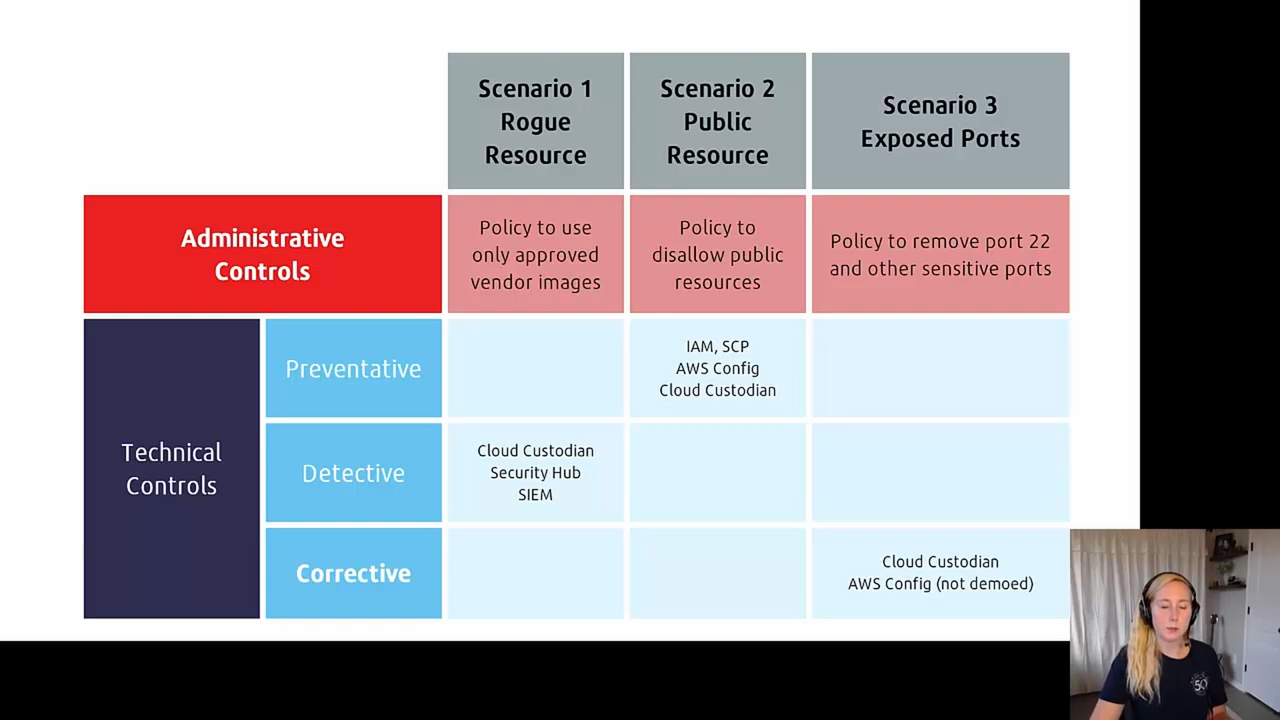 Scenario 1
Rogue
Resource
Scenario 2
Public
Resource
Scenario 3
Exposed Ports
Administrative
Controls
Policy to use
only approved
vendor images
Policy to
disallow public
resources
Policy to remove port 22
and other sensitive ports
Technical
Controls
Preventative
IAM, SCP
AWS Config
Cloud Custodian
Detective
Cloud Custodian
Security Hub
SIEM
Corrective
Cloud Custodian
AWS Config (not demoed)
50